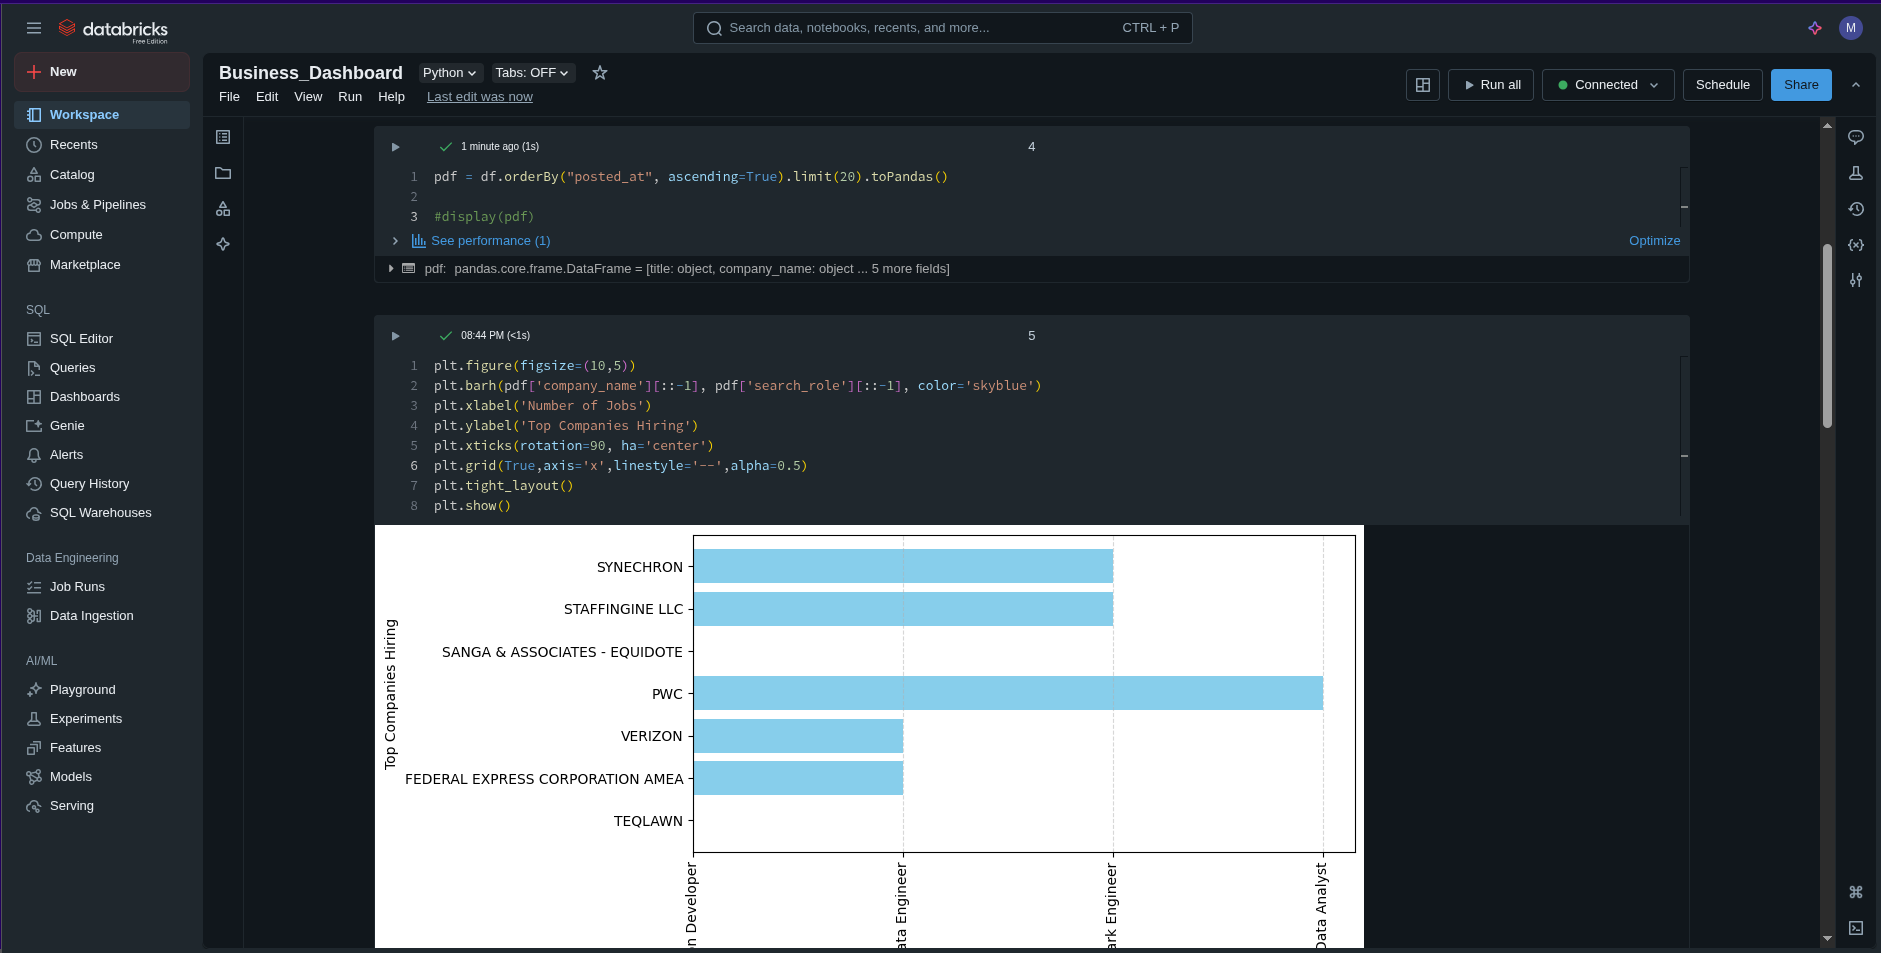 databricks
Free Edition
Search data, notebooks, recents, and more...
CTRL + P
M
New
Workspace
Recents
Catalog
Jobs & Pipelines
Compute
Marketplace
SQL
SQL Editor
Queries
Dashboards
Genie
Alerts
Query History
SQL Warehouses
Data Engineering
Job Runs
Data Ingestion
AI/ML
Playground
Experiments
Features
Models
Serving
Business_Dashboard
Python
Tabs: OFF
File Edit View Run Help Last edit was now
Run all
Connected
Schedule
Share
1 minute ago (1s)
4
1 pdf = df.orderBy("posted_at", ascending=True).limit(20).toPandas()
2
3 #display(pdf)
See performance (1)
Optimize
pdf: pandas.core.frame.DataFrame = [title: object, company_name: object ... 5 more fields]
08:44 PM (<1s)
5
1 plt.figure(figsize=(10,5))
2 plt.barh(pdf['company_name'][::-1], pdf['search_role'][::-1], color='skyblue')
3 plt.xlabel('Number of Jobs')
4 plt.ylabel('Top Companies Hiring')
5 plt.xticks(rotation=90, ha='center')
6 plt.grid(True,axis='x',linestyle='--',alpha=0.5)
7 plt.tight_layout()
8 plt.show()
Top Companies Hiring
SYNECHRON
STAFFINGINE LLC
SANGA & ASSOCIATES - EQUIDOTE
PWC
VERIZON
FEDERAL EXPRESS CORPORATION AMEA
TEQLAWN
n Developer
ata Engineer
ark Engineer
Data Analyst